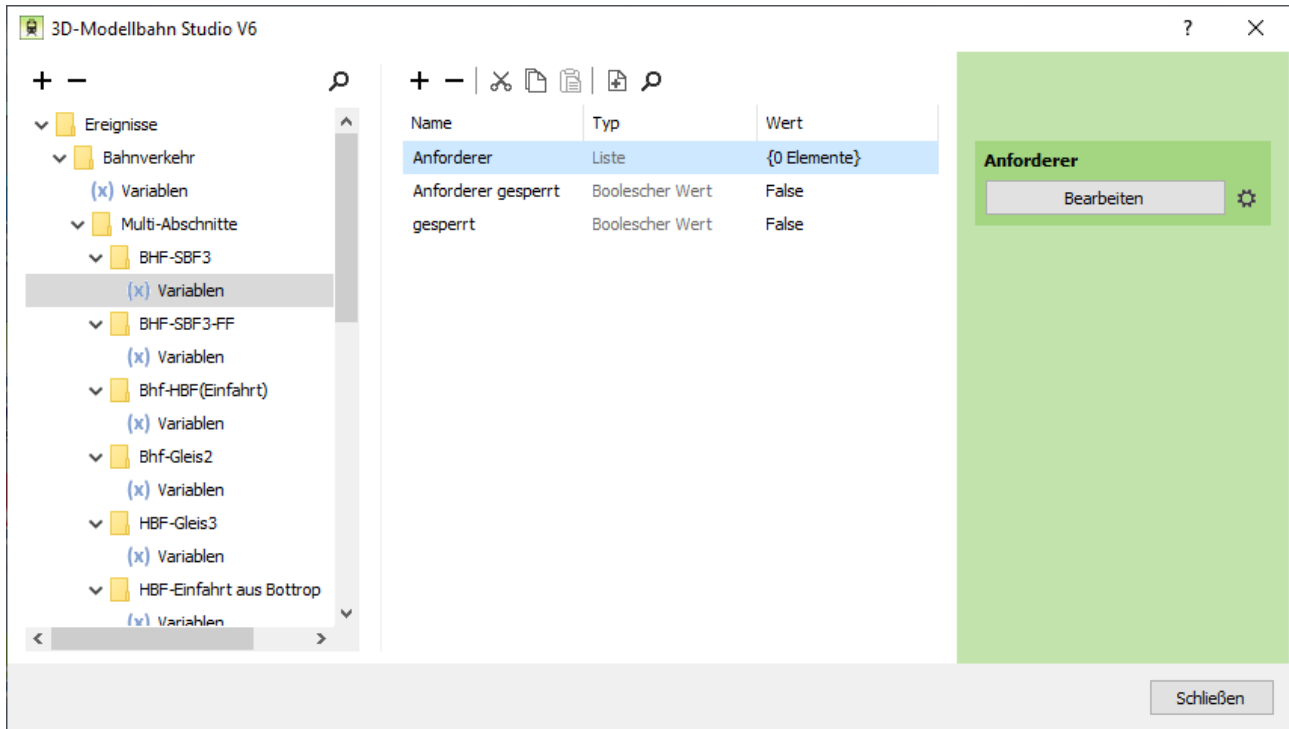 3D-Modellbahn Studio V6
?
Ereignisse
Bahnverkehr
(x) Variablen
Multi-Abschnitte
BHF-SBF3
(x) Variablen
BHF-SBF3-FF
(x) Variablen
Bhf-HBF(Einfahrt)
(x) Variablen
Bhf-Gleis2
(x) Variablen
HBF-Gleis3
(x) Variablen
HBF-Einfahrt aus Bottrop
(x) Variablen
Name Typ Wert
Anforderer Liste {0 Elemente}
Anforderer gesperrt Boolescher Wert False
gesperrt Boolescher Wert False
Anforderer
Bearbeiten
Schließen